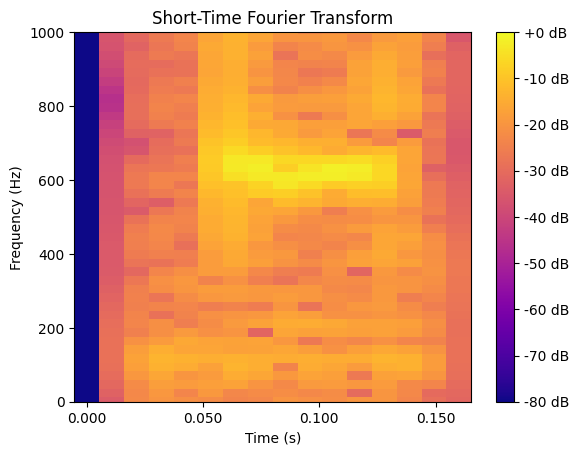 Short-Time Fourier Transform
1000
800
600
400
200
0
Frequency (Hz)
0.000
0.050
0.100
0.150
Time (s)
+0 dB
-10 dB
-20 dB
-30 dB
-40 dB
-50 dB
-60 dB
-70 dB
-80 dB